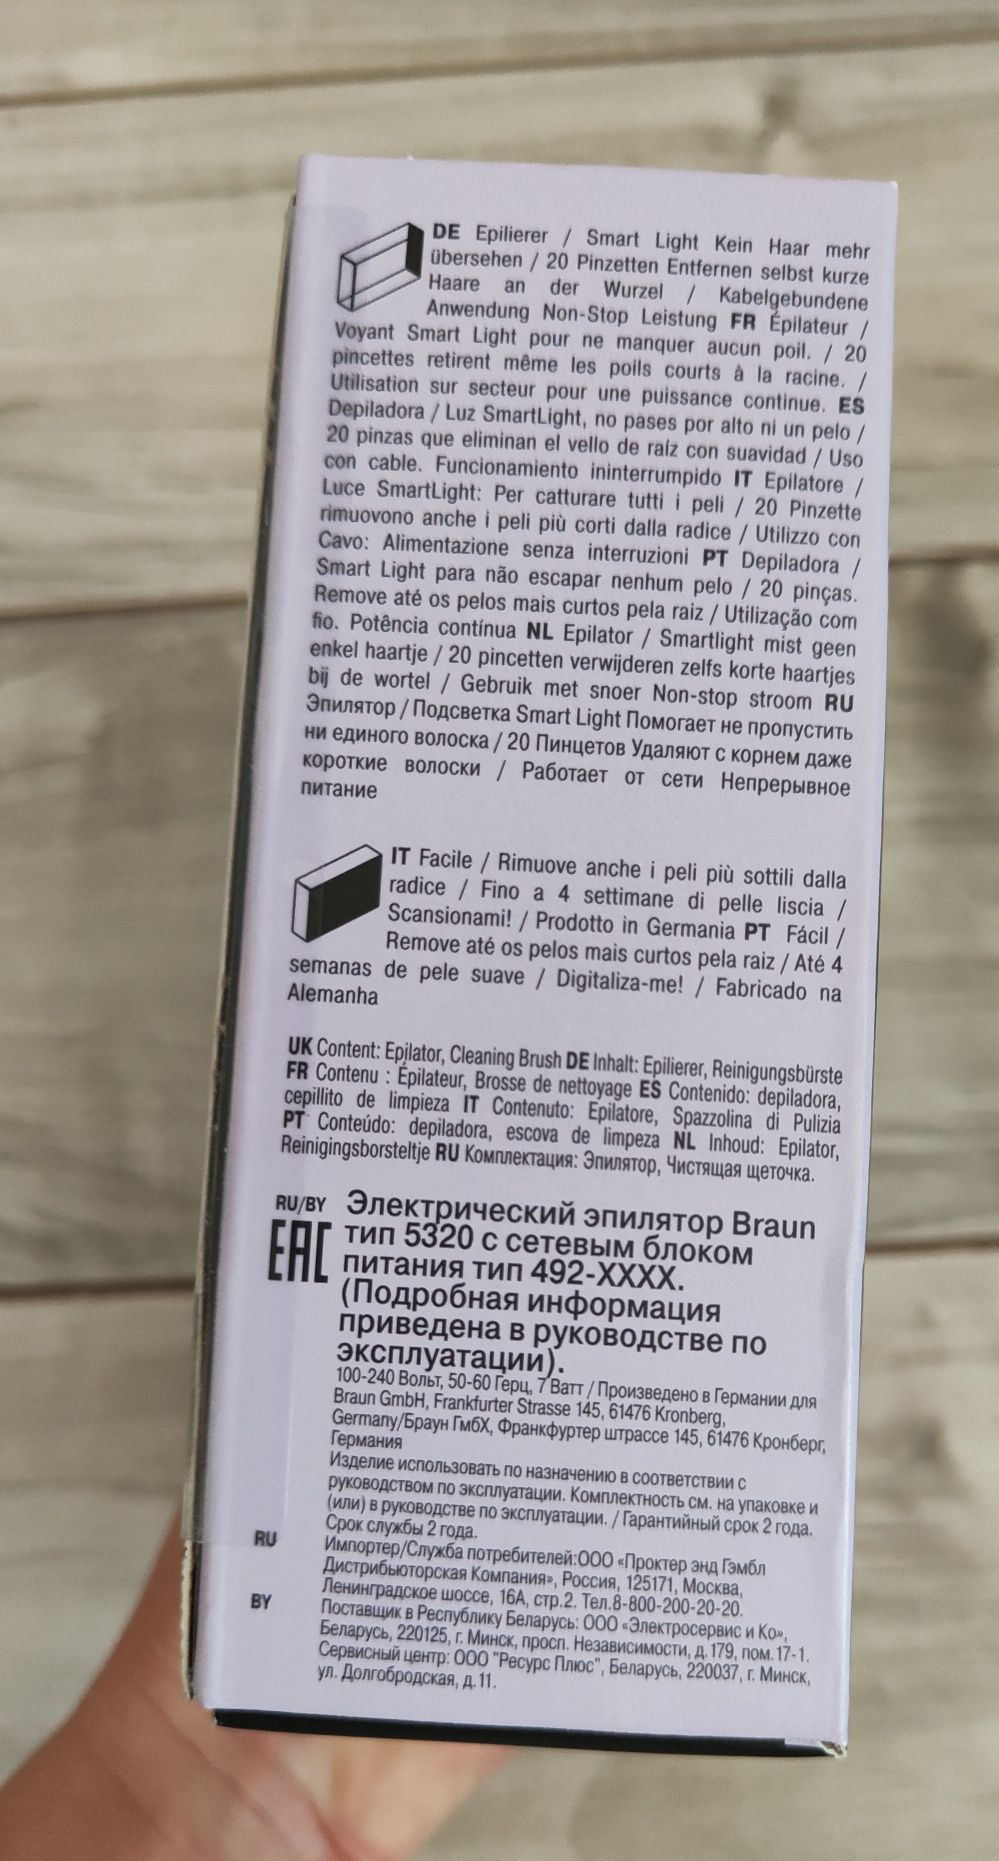 DE Epilierer / Smart Light Kein Haar mehr
übersehen / 20 Pinzetten Entfernen selbst kurze
Haare an der Wurzel / Kabelgebundene
Anwendung Non-Stop Leistung FR Épilateur /
Voyant Smart Light pour ne manquer aucun poil. / 20
pincettes retirent même les poils courts à la racine. /
Utilisation sur secteur pour une puissance continue. ES
Depiladora / Luz SmartLight, no pases por alto ni un pelo /
20 pinzas que eliminan el vello de raíz con suavidad / Uso
con cable. Funcionamiento ininterrumpido IT Epilatore /
Luce SmartLight: Per catturare tutti i peli / 20 Pinzette
rimuovono anche i peli più corti dalla radice / Utilizzo con
Cavo: Alimentazione senza interruzioni PT Depiladora /
Smart Light para não escapar nenhum pelo / 20 pinças.
Remove até os pelos mais curtos pela raiz / Utilização com
fio. Potência contínua NL Epilator / Smartlight mist geen
enkel haartje / 20 pincetten verwijderen zelfs korte haartjes
bij de wortel / Gebruik met snoer Non-stop stroom RU
Эпилятор / Подсветка Smart Light Помогает не пропустить
ни единого волоска / 20 Пинцетов Удаляют с корнем даже
короткие волоски / Работает от сети Непрерывное
питание
IT Facile / Rimuove anche i peli più sottili dalla
radice / Fino a 4 settimane di pelle liscia /
Scansionami! / Prodotto in Germania PT Fácil /
Remove até os pelos mais curtos pela raiz / Até 4
semanas de pele suave / Digitaliza-me! / Fabricado na
Alemanha
UK Content: Epilator, Cleaning Brush DE Inhalt: Epilierer, Reinigungsbürste
FR Contenu : Épilateur, Brosse de nettoyage ES Contenido: depiladora,
cepillito de limpieza IT Contenuto: Epilatore, Spazzolina di Pulizia
PT Conteúdo: depiladora, escova de limpeza NL Inhoud: Epilator,
Reinigingsborsteltje RU Комплектация: Эпилятор, Чистящая щеточка.
RU/BY Электрический эпилятор Braun
EAC тип 5320 с сетевым блоком
питания тип 492-XXXX.
(Подробная информация
приведена в руководстве по
эксплуатации).
100-240 Вольт, 50-60 Герц, 7 Ватт / Произведено в Германии для
Braun GmbH, Frankfurter Strasse 145, 61476 Kronberg,
Germany/Браун ГмбХ, Франкфуртер штрассе 145, 61476 Кронберг,
Германия
Изделие использовать по назначению в соответствии с
руководством по эксплуатации. Комплектность см. на упаковке и
(или) в руководстве по эксплуатации. / Гарантийный срок 2 года.
Срок службы 2 года.
RU Импортер/Служба потребителей:ООО «Проктер энд Гэмбл
Дистрибьюторская Компания», Россия, 125171, Москва,
Ленинградское шоссе, 16А, стр.2. Тел.8-800-200-20-20.
BY Поставщик в Республику Беларусь: ООО «Электросервис и Ко»,
Беларусь, 220125, г. Минск, просп. Независимости, д.179, пом. 17-1.
Сервисный центр: ООО "Ресурс Плюс", Беларусь, 220037, г. Минск,
ул. Долгобродская, д.11.